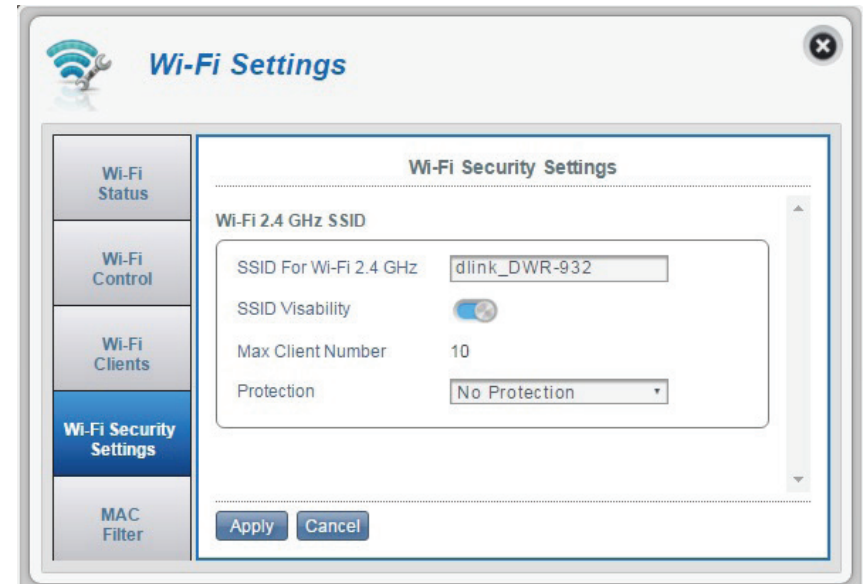 Wi-Fi Settings
Wi-Fi
Status
Wi-Fi
Control
Wi-Fi
Clients
Wi-Fi Security
Settings
MAC
Filter
Wi-Fi Security Settings
Wi-Fi 2.4 GHz SSID
SSID For Wi-Fi 2.4 GHz dlink_DWR-932
SSID Visability
Max Client Number 10
Protection No Protection
Apply Cancel